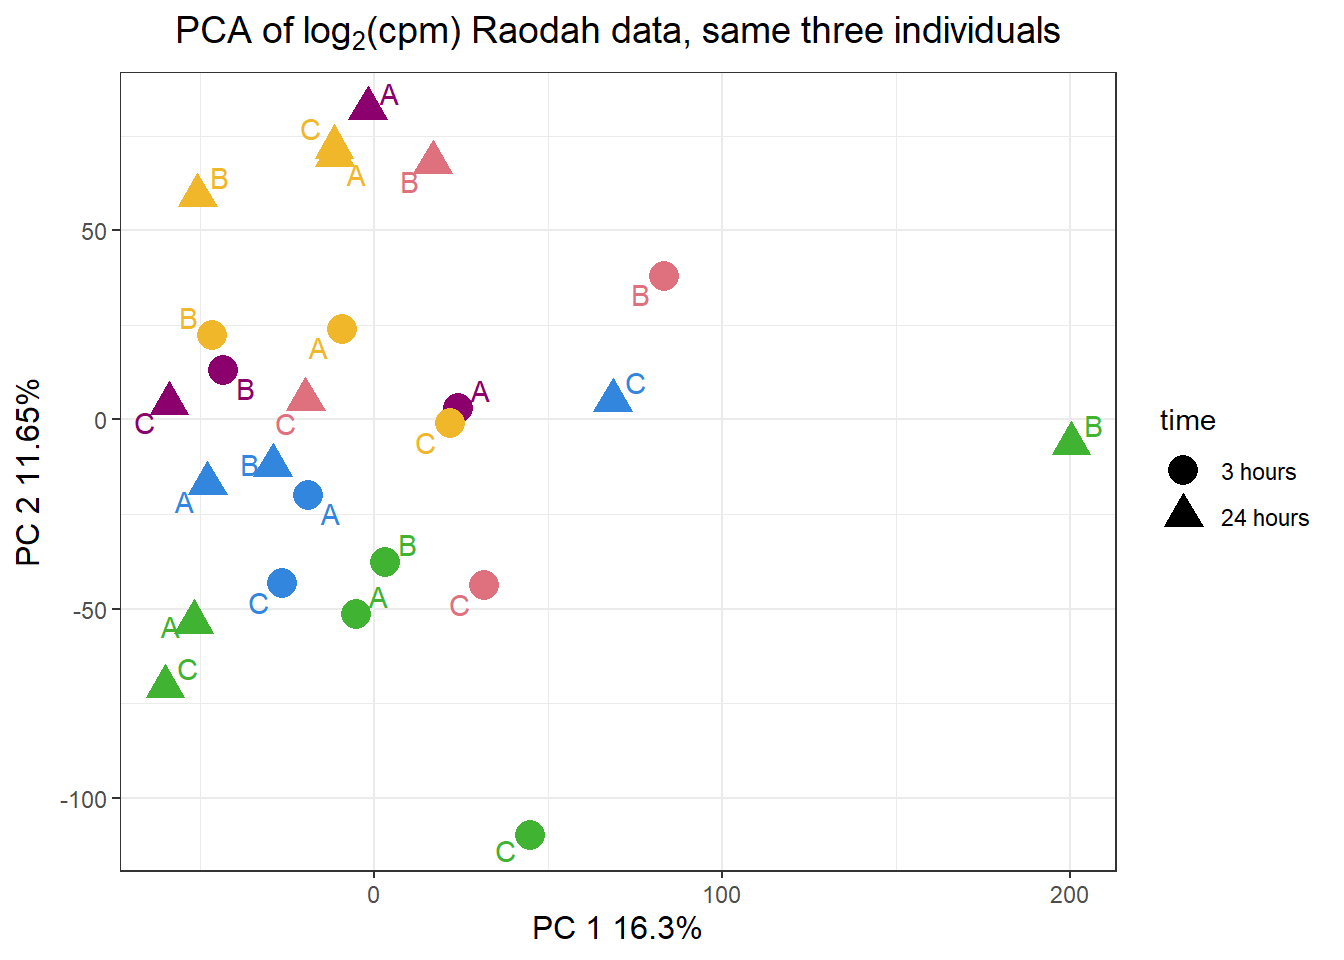 PCA of log₂(cpm) Raodah data, same three individuals
A
C
A
B
B
B
B
A
B
C
C
A
C
C
B
B
A
A
B
C
A
C
A
C
C
50
0
-50
-100
0
100
200
PC 1 16.3%
PC 2 11.65%
time
3 hours
24 hours